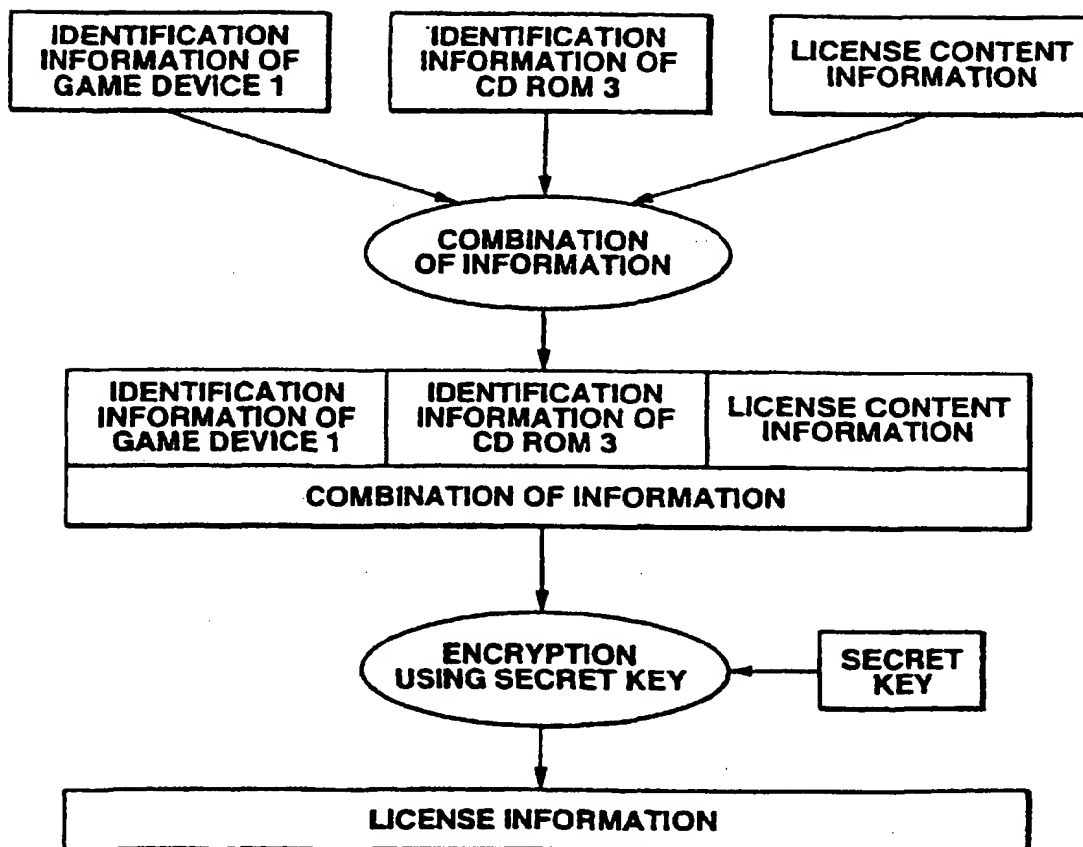 IDENTIFICATION
INFORMATION OF
GAME DEVICE 1
IDENTIFICATION
INFORMATION OF
CD ROM 3
LICENSE CONTENT
INFORMATION
COMBINATION
OF INFORMATION
IDENTIFICATION
INFORMATION OF
GAME DEVICE 1
IDENTIFICATION
INFORMATION OF
CD ROM 3
LICENSE CONTENT
INFORMATION
COMBINATION OF INFORMATION
ENCRYPTION
USING SECRET KEY
SECRET
KEY
LICENSE INFORMATION